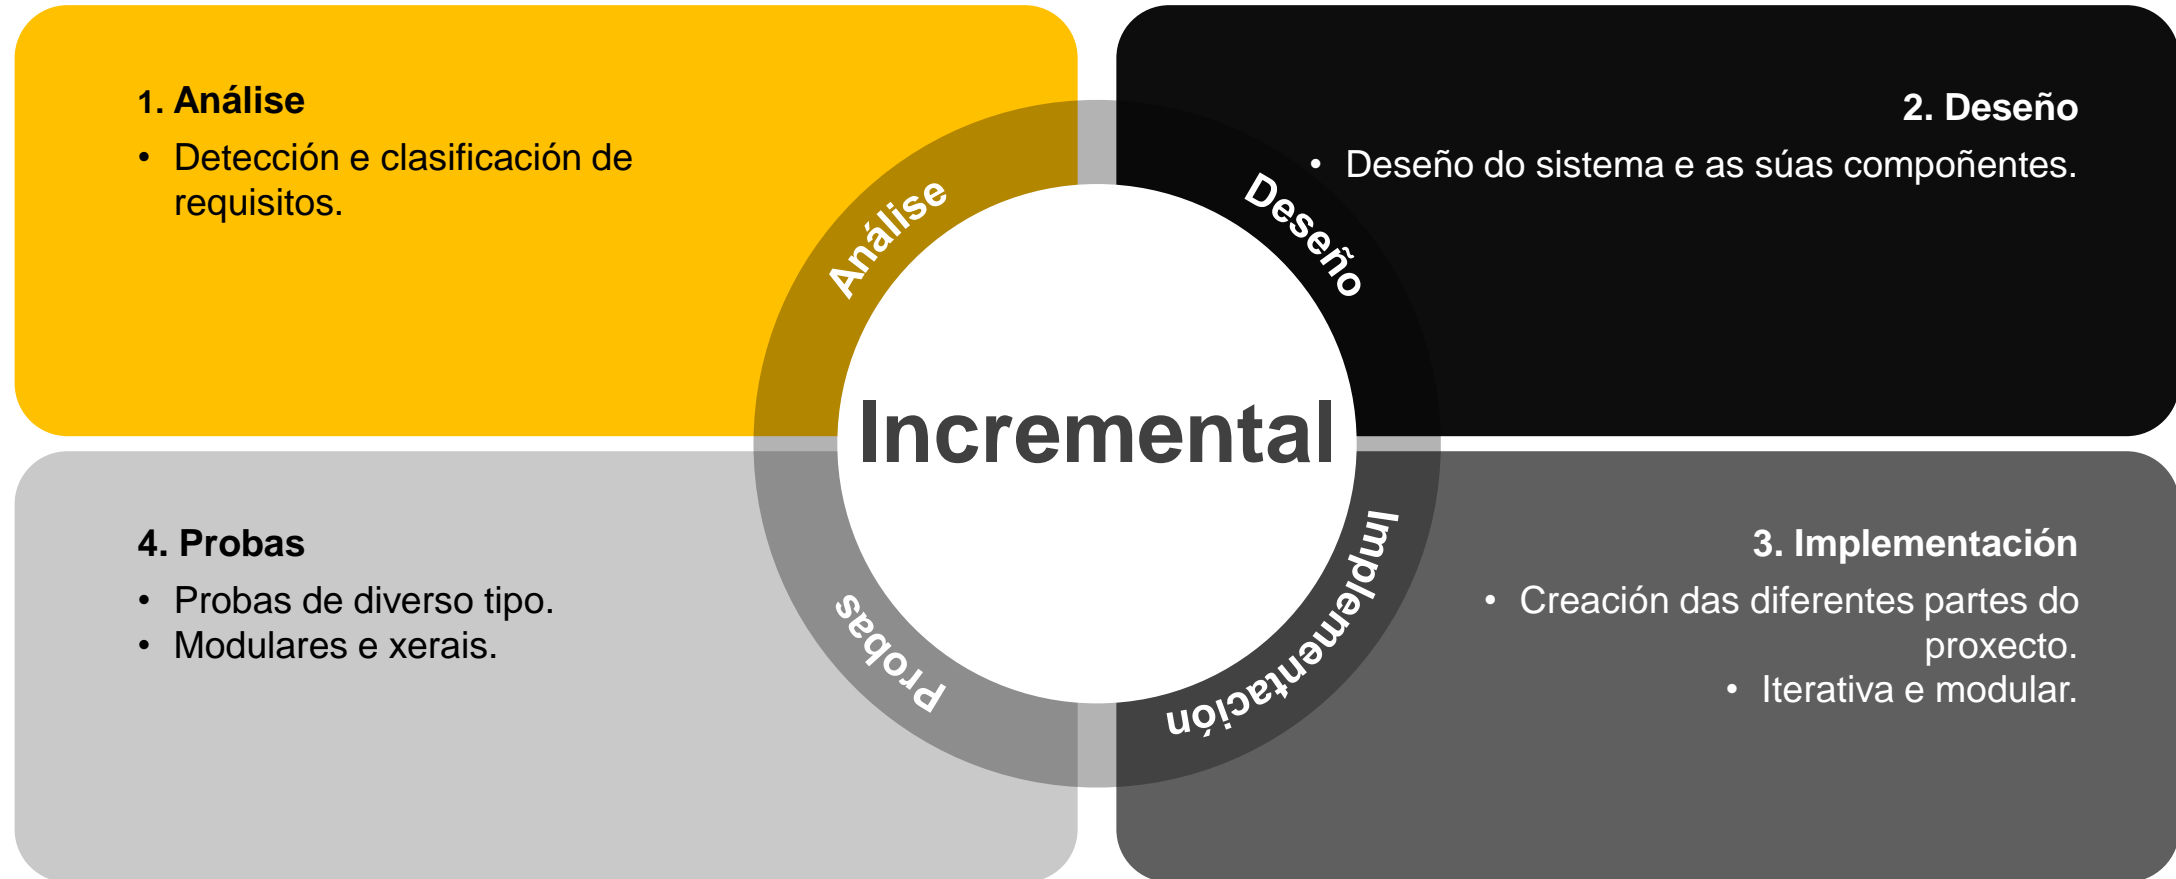 1. Análise
• Detección e clasificación de
requisitos.
2. Deseño
• Deseño do sistema e as súas compoñentes.
Análise
Deseño
Incremental
4. Probas
• Probas de diverso tipo.
• Modulares e xerais.
3. Implementación
• Creación das diferentes partes do
proxecto.
• Iterativa e modular.
Probas
Implementación